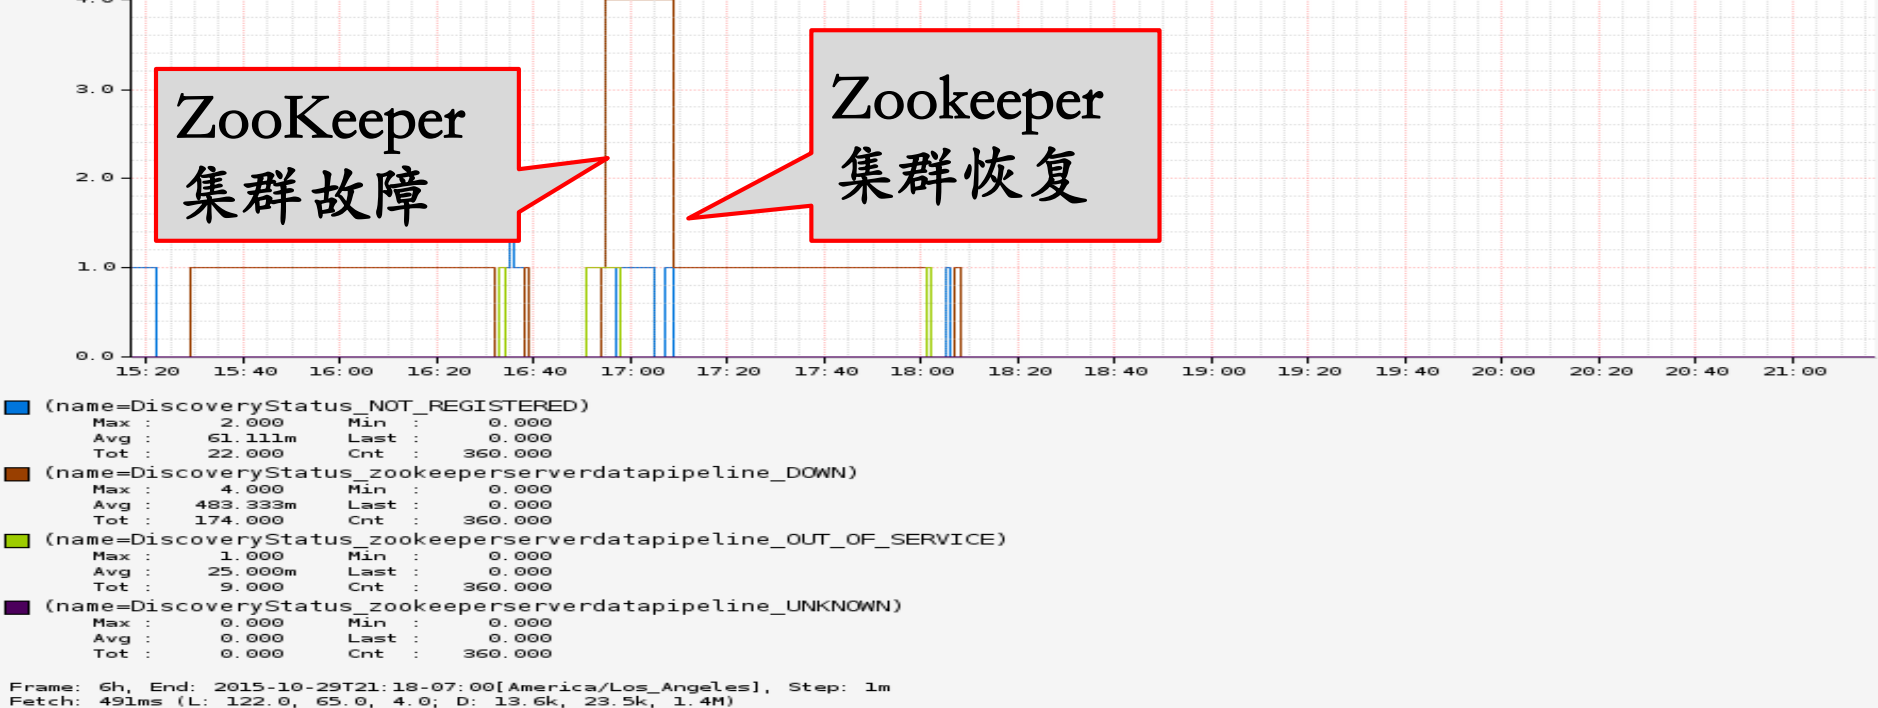 4.0
3.0
2.0
1.0
0.0
ZooKeeper
集群故障
Zookeeper
集群恢复
15:20 15:40 16:00 16:20 16:40 17:00 17:20 17:40 18:00 18:20 18:40 19:00 19:20 19:40 20:00 20:20 20:40 21:00
(name=DiscoveryStatus_NOT_REGISTERED)
Max : 2.000 Min : 0.000
Avg : 61.111m Last : 0.000
Tot : 22.000 Cnt : 360.000
(name=DiscoveryStatus_zookeeperserverdatapipeline_DOWN)
Max : 4.000 Min : 0.000
Avg : 483.333m Last : 0.000
Tot : 174.000 Cnt : 360.000
(name=DiscoveryStatus_zookeeperserverdatapipeline_OUT_OF_SERVICE)
Max : 1.000 Min : 0.000
Avg : 25.000m Last : 0.000
Tot : 9.000 Cnt : 360.000
(name=DiscoveryStatus_zookeeperserverdatapipeline_UNKNOWN)
Max : 0.000 Min : 0.000
Avg : 0.000 Last : 0.000
Tot : 0.000 Cnt : 360.000
Frame: 6h, End: 2015-10-29T21:18-07:00[America/Los_Angeles], Step: 1m
Fetch: 491ms (L: 122.0, 65.0, 4.0; D: 13.6k, 23.5k, 1.4M)